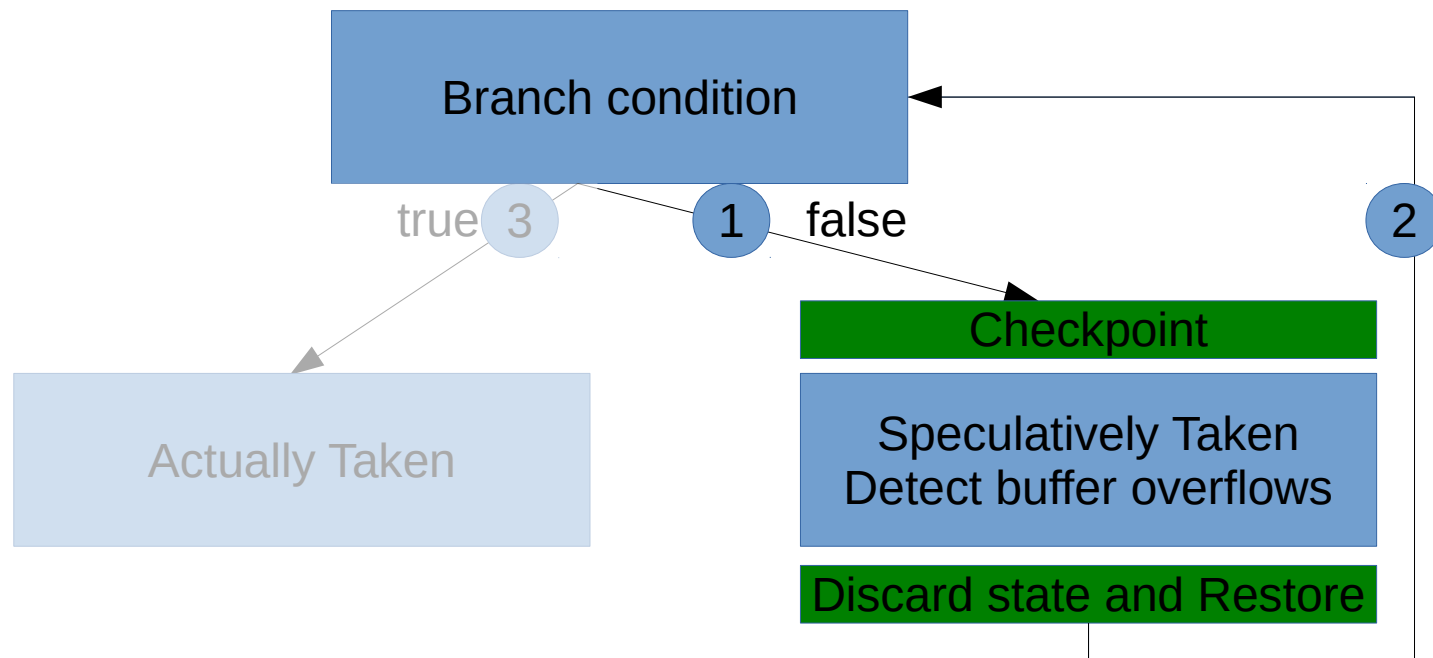 Branch condition
true 3 1 false 2
Checkpoint
Actually Taken
Speculatively Taken
Detect buffer overflows
Discard state and Restore